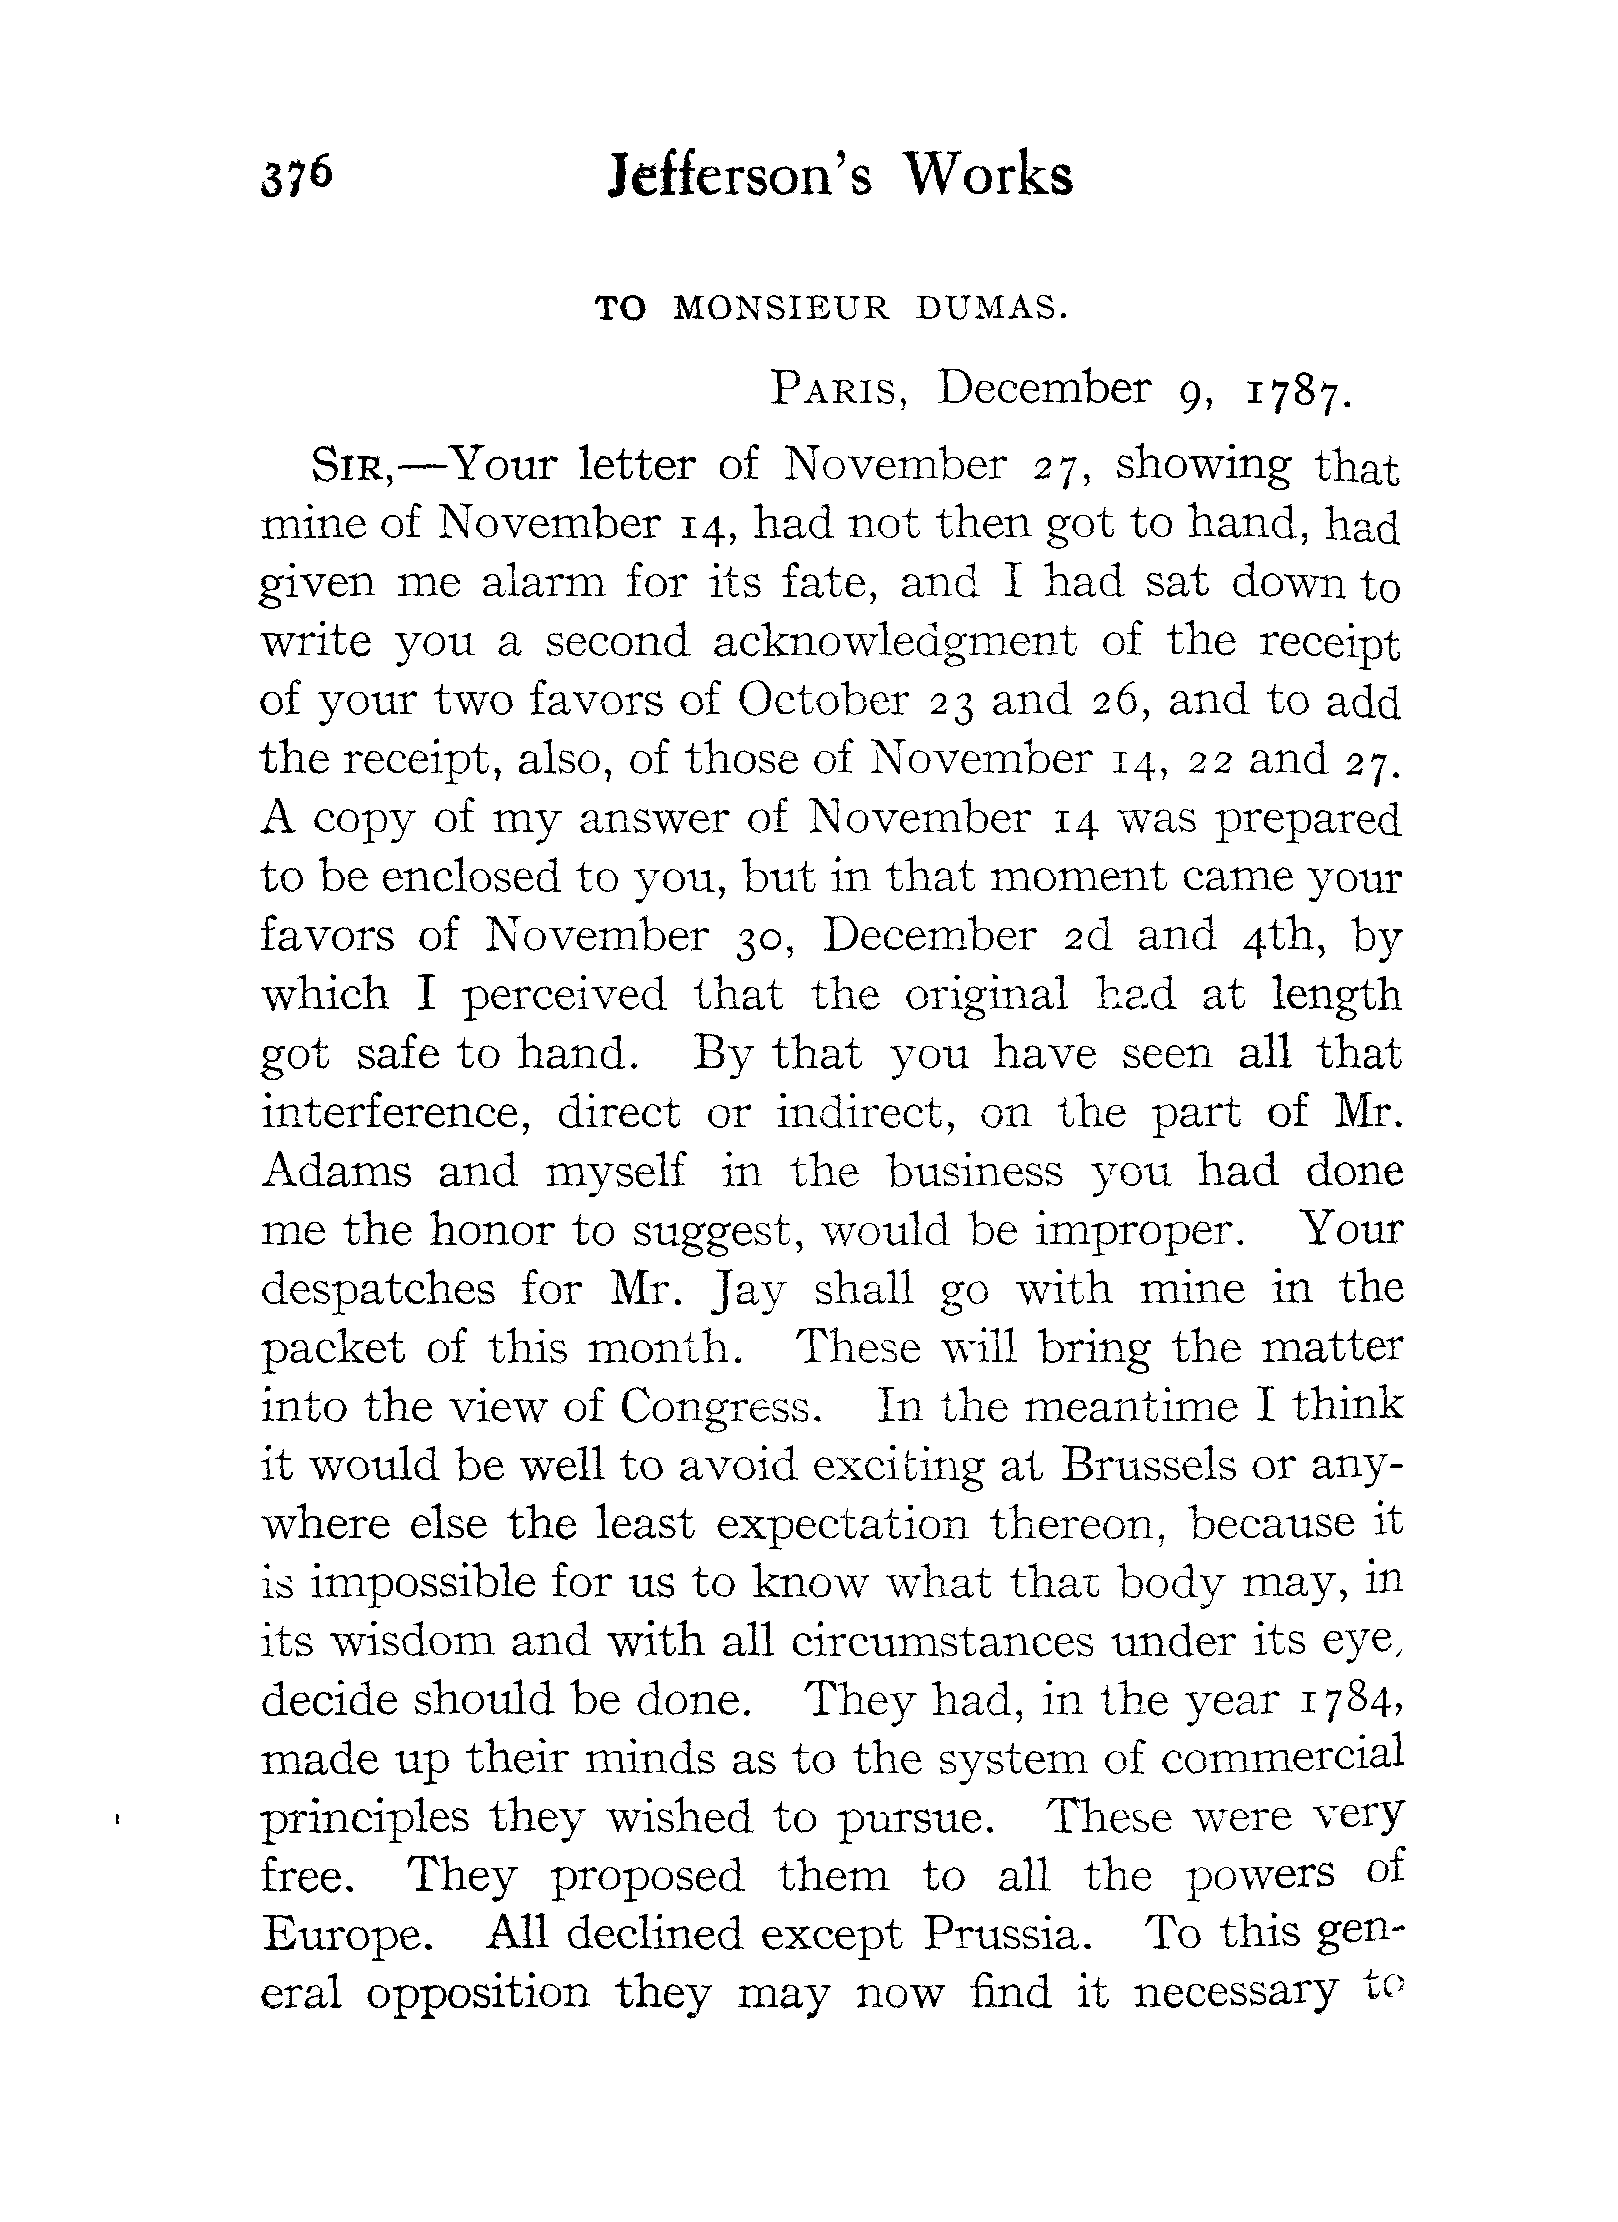 376 Jefferson's Works
TO MONSIEUR DUMAS.
PARIS, December 9, 1787.
SIR,—Your letter of November 27, showing that
mine of November 14, had not then got to hand, had
given me alarm for its fate, and I had sat down to
write you a second acknowledgment of the receipt
of your two favors of October 23 and 26, and to add
the receipt, also, of those of November 14, 22 and 27.
A copy of my answer of November 14 was prepared
to be enclosed to you, but in that moment came your
favors of November 30, December 2d and 4th, by
which I perceived that the original had at length
got safe to hand. By that you have seen all that
interference, direct or indirect, on the part of Mr.
Adams and myself in the business you had done
me the honor to suggest, would be improper. Your
despatches for Mr. Jay shall go with mine in the
packet of this month. These will bring the matter
into the view of Congress. In the meantime I think
it would be well to avoid exciting at Brussels or any-
where else the least expectation thereon, because it
is impossible for us to know what that body may, in
its wisdom and with all circumstances under its eye,
decide should be done. They had, in the year 1784,
made up their minds as to the system of commercial
principles they wished to pursue. These were very
free. They proposed them to all the powers of
Europe. All declined except Prussia. To this gen-
eral opposition they may now find it necessary to